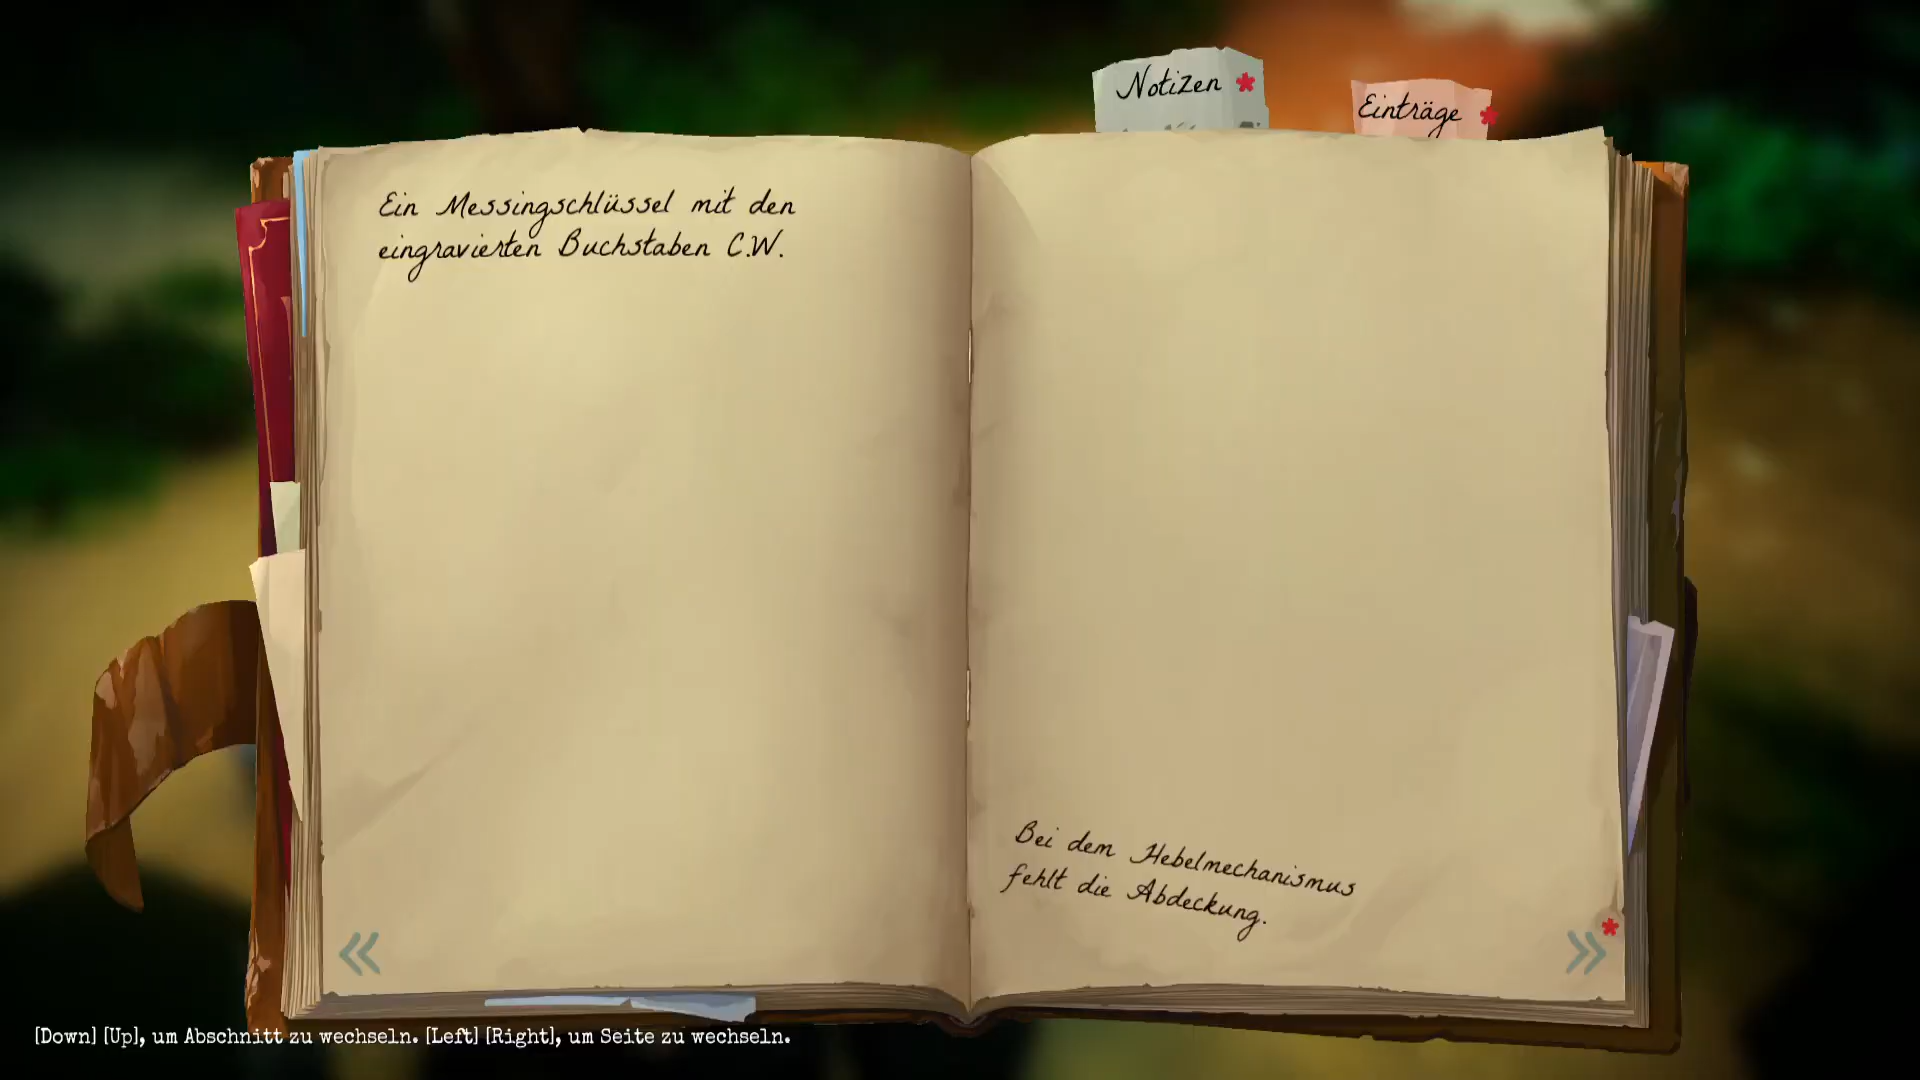 Notizen *
Einträge *
Ein Messingschlüssel mit den
eingravierten Buchstaben C.W.
Bei dem Hebelmechanismus
fehlt die Abdeckung.
[Down] [Up], um Abschnitt zu wechseln. [Left] [Right], um Seite zu wechseln.